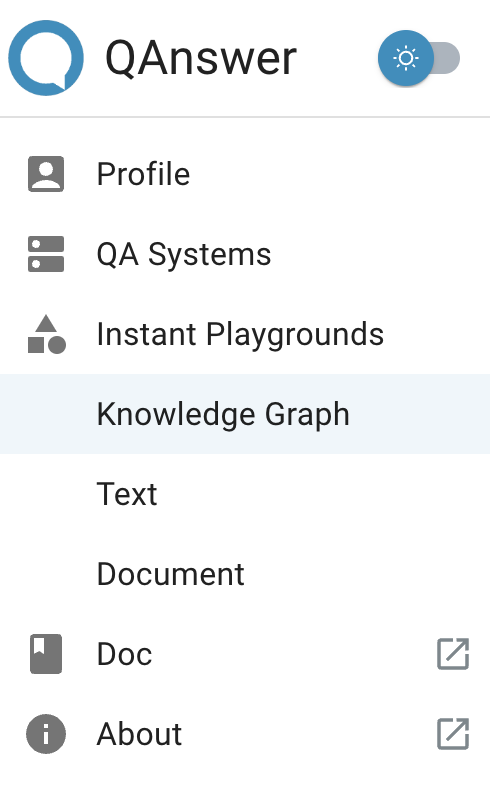 QAnswer
Profile
QA Systems
Instant Playgrounds
Knowledge Graph
Text
Document
Doc
About